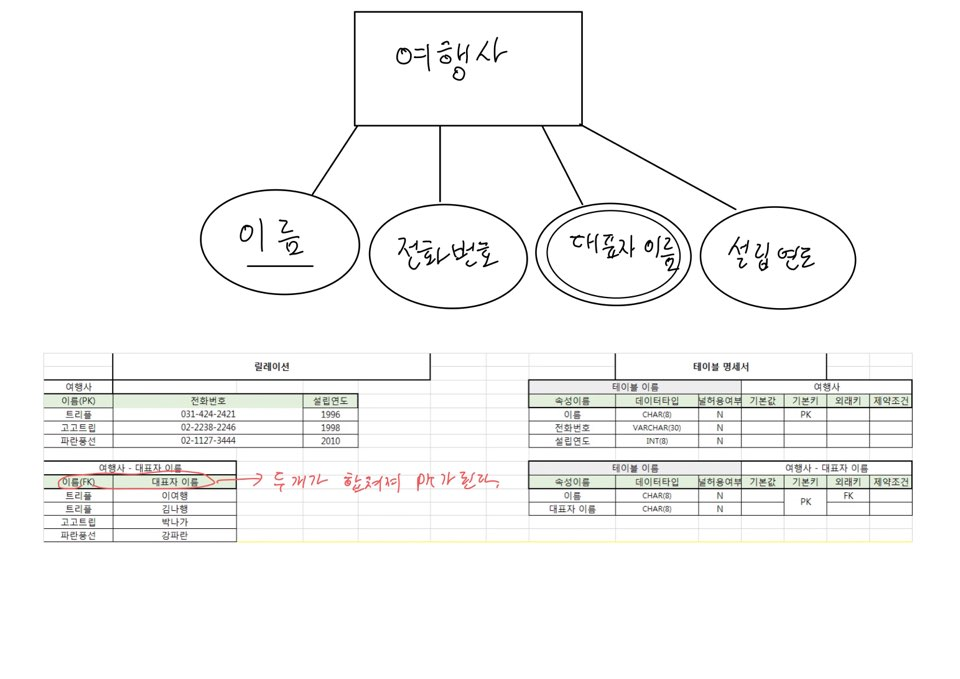 여행사
이름 전화번호 대표자 이름 설립연도
릴레이션 테이블 명세서
여행사 테이블 이름 여행사
이름(PK) 전화번호 설립연도 속성이름 데이터타입 널허용여부 기본값 기본키 외래키 제약조건
트리플 031-424-2421 1996 이름 CHAR(8) N PK
고고트립 02-2238-2246 1998 전화번호 VARCHAR(30) N
파란풍선 02-1127-3444 2010 설립연도 INT(8) N
여행사 - 대표자 이름 테이블 이름 여행사 - 대표자 이름
이름(FK) 대표자 이름 두개가 합쳐져 PK가 된다. 속성이름 데이터타입 널허용여부 기본값 기본키 외래키 제약조건
트리플 이여행 이름 CHAR(8) N PK FK
트리플 김나행 대표자 이름 CHAR(8) N
고고트립 박나가
파란풍선 강파란